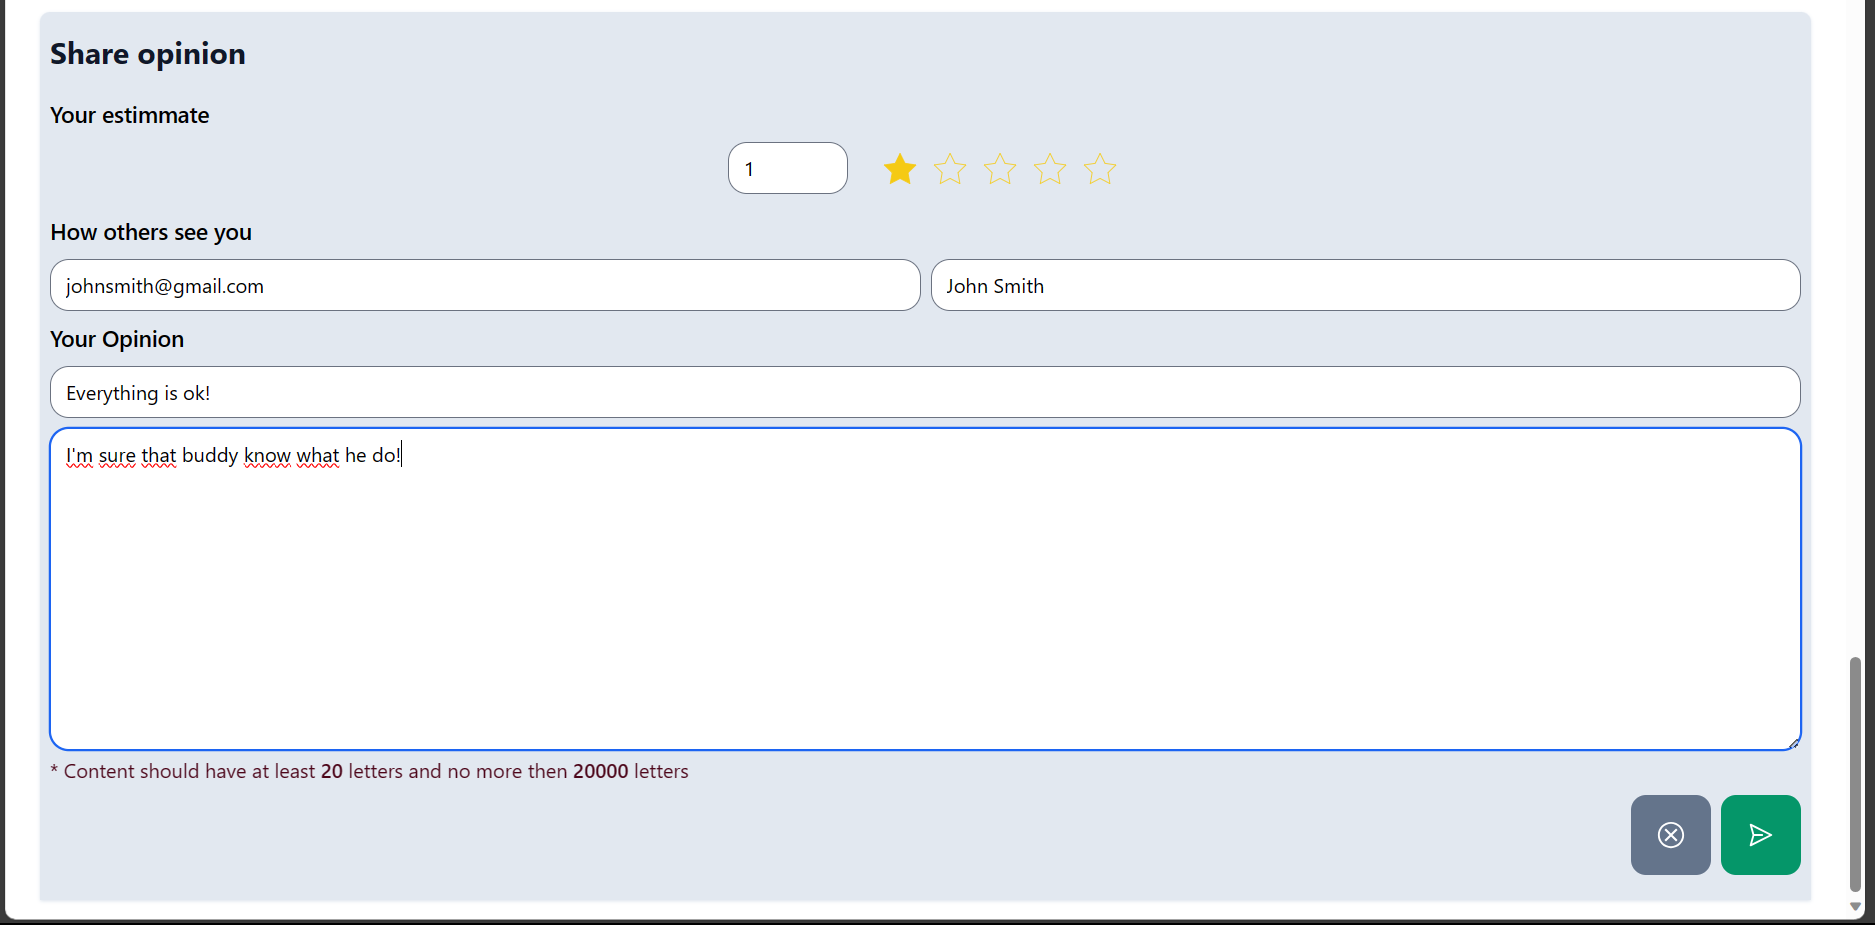 Share opinion
Your estimmate
1
How others see you
johnsmith@gmail.com
John Smith
Your Opinion
Everything is ok!
I'm sure that buddy know what he do!
* Content should have at least 20 letters and no more then 20000 letters